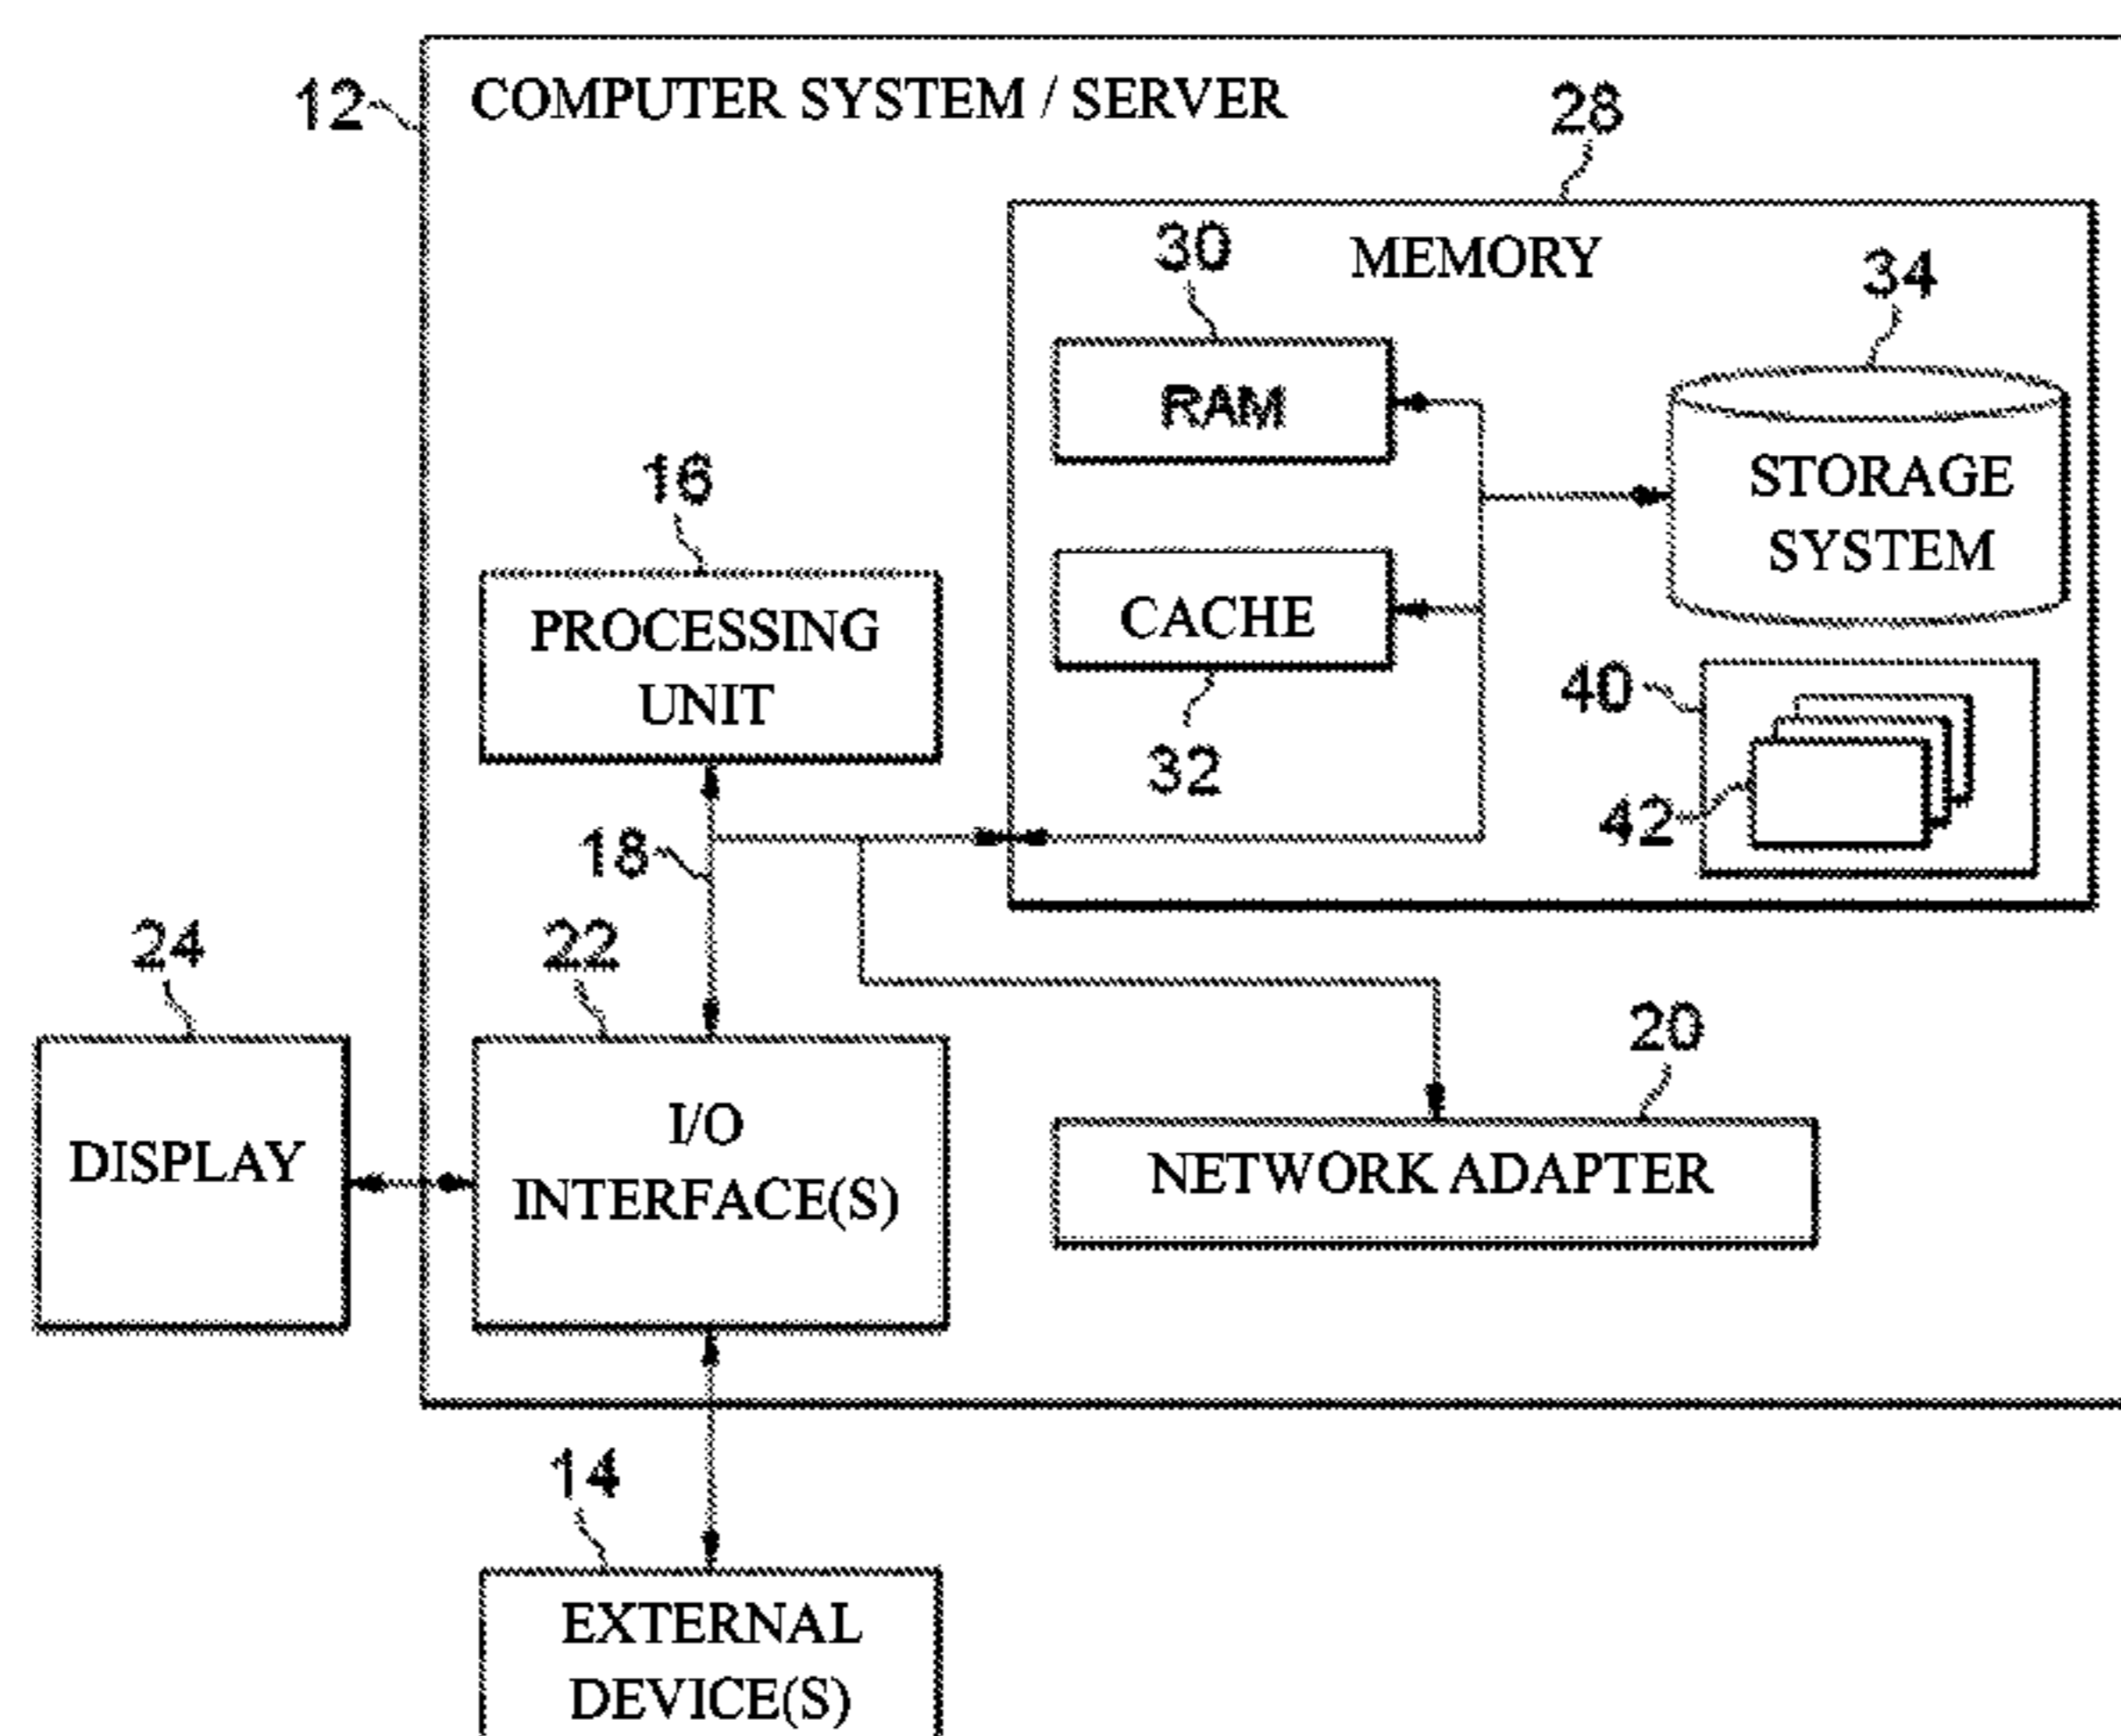 12
COMPUTER SYSTEM / SERVER
28
30
MEMORY
34
RAM
16
STORAGE
SYSTEM
PROCESSING
UNIT
CACHE
40
32
42
18
24
22
20
DISPLAY
I/O
INTERFACE(S)
NETWORK ADAPTER
14
EXTERNAL
DEVICE(S)